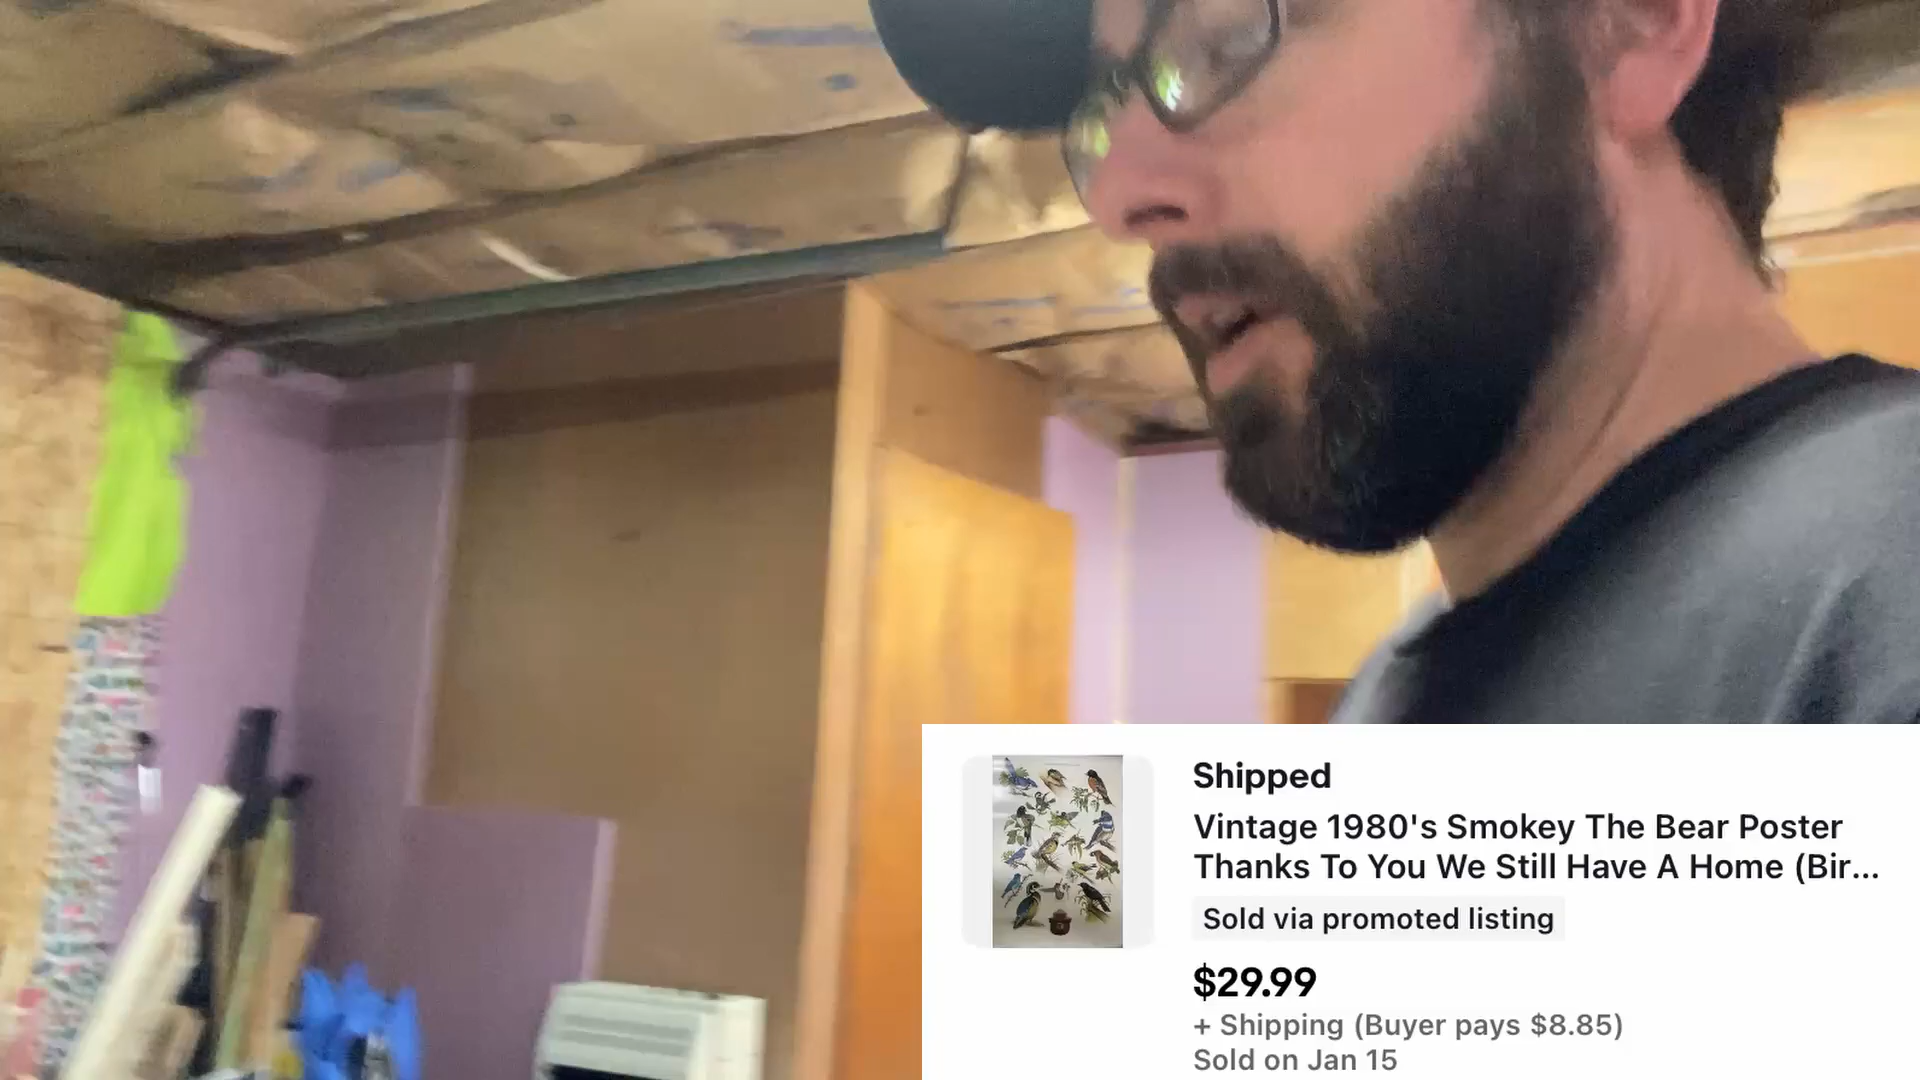 Shipped
Vintage 1980's Smokey The Bear Poster
Thanks To You We Still Have A Home (Bir...
Sold via promoted listing
$29.99
+ Shipping (Buyer pays $8.85)
Sold on Jan 15